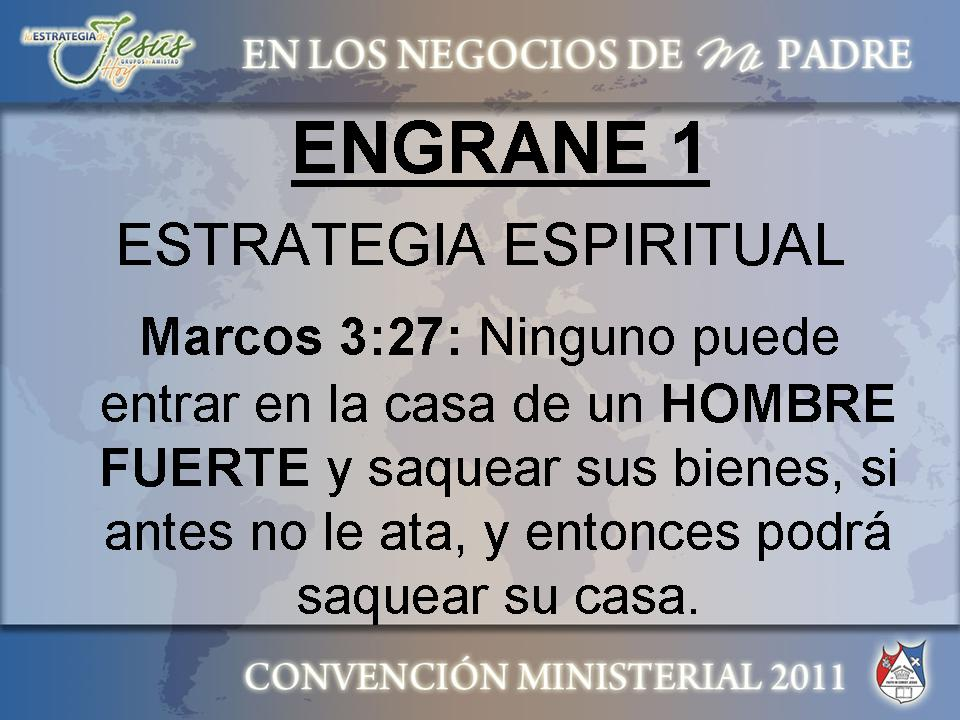 la ESTRATEGIA de
Jesús
GRUPOS de AMISTAD
Hoy
EN LOS NEGOCIOS DE Mi PADRE
ENGRANE 1
ESTRATEGIA ESPIRITUAL
Marcos 3:27: Ninguno puede
entrar en la casa de un HOMBRE
FUERTE y saquear sus bienes, si
antes no le ata, y entonces podrá
saquear su casa.
CONVENCIÓN MINISTERIAL 2011